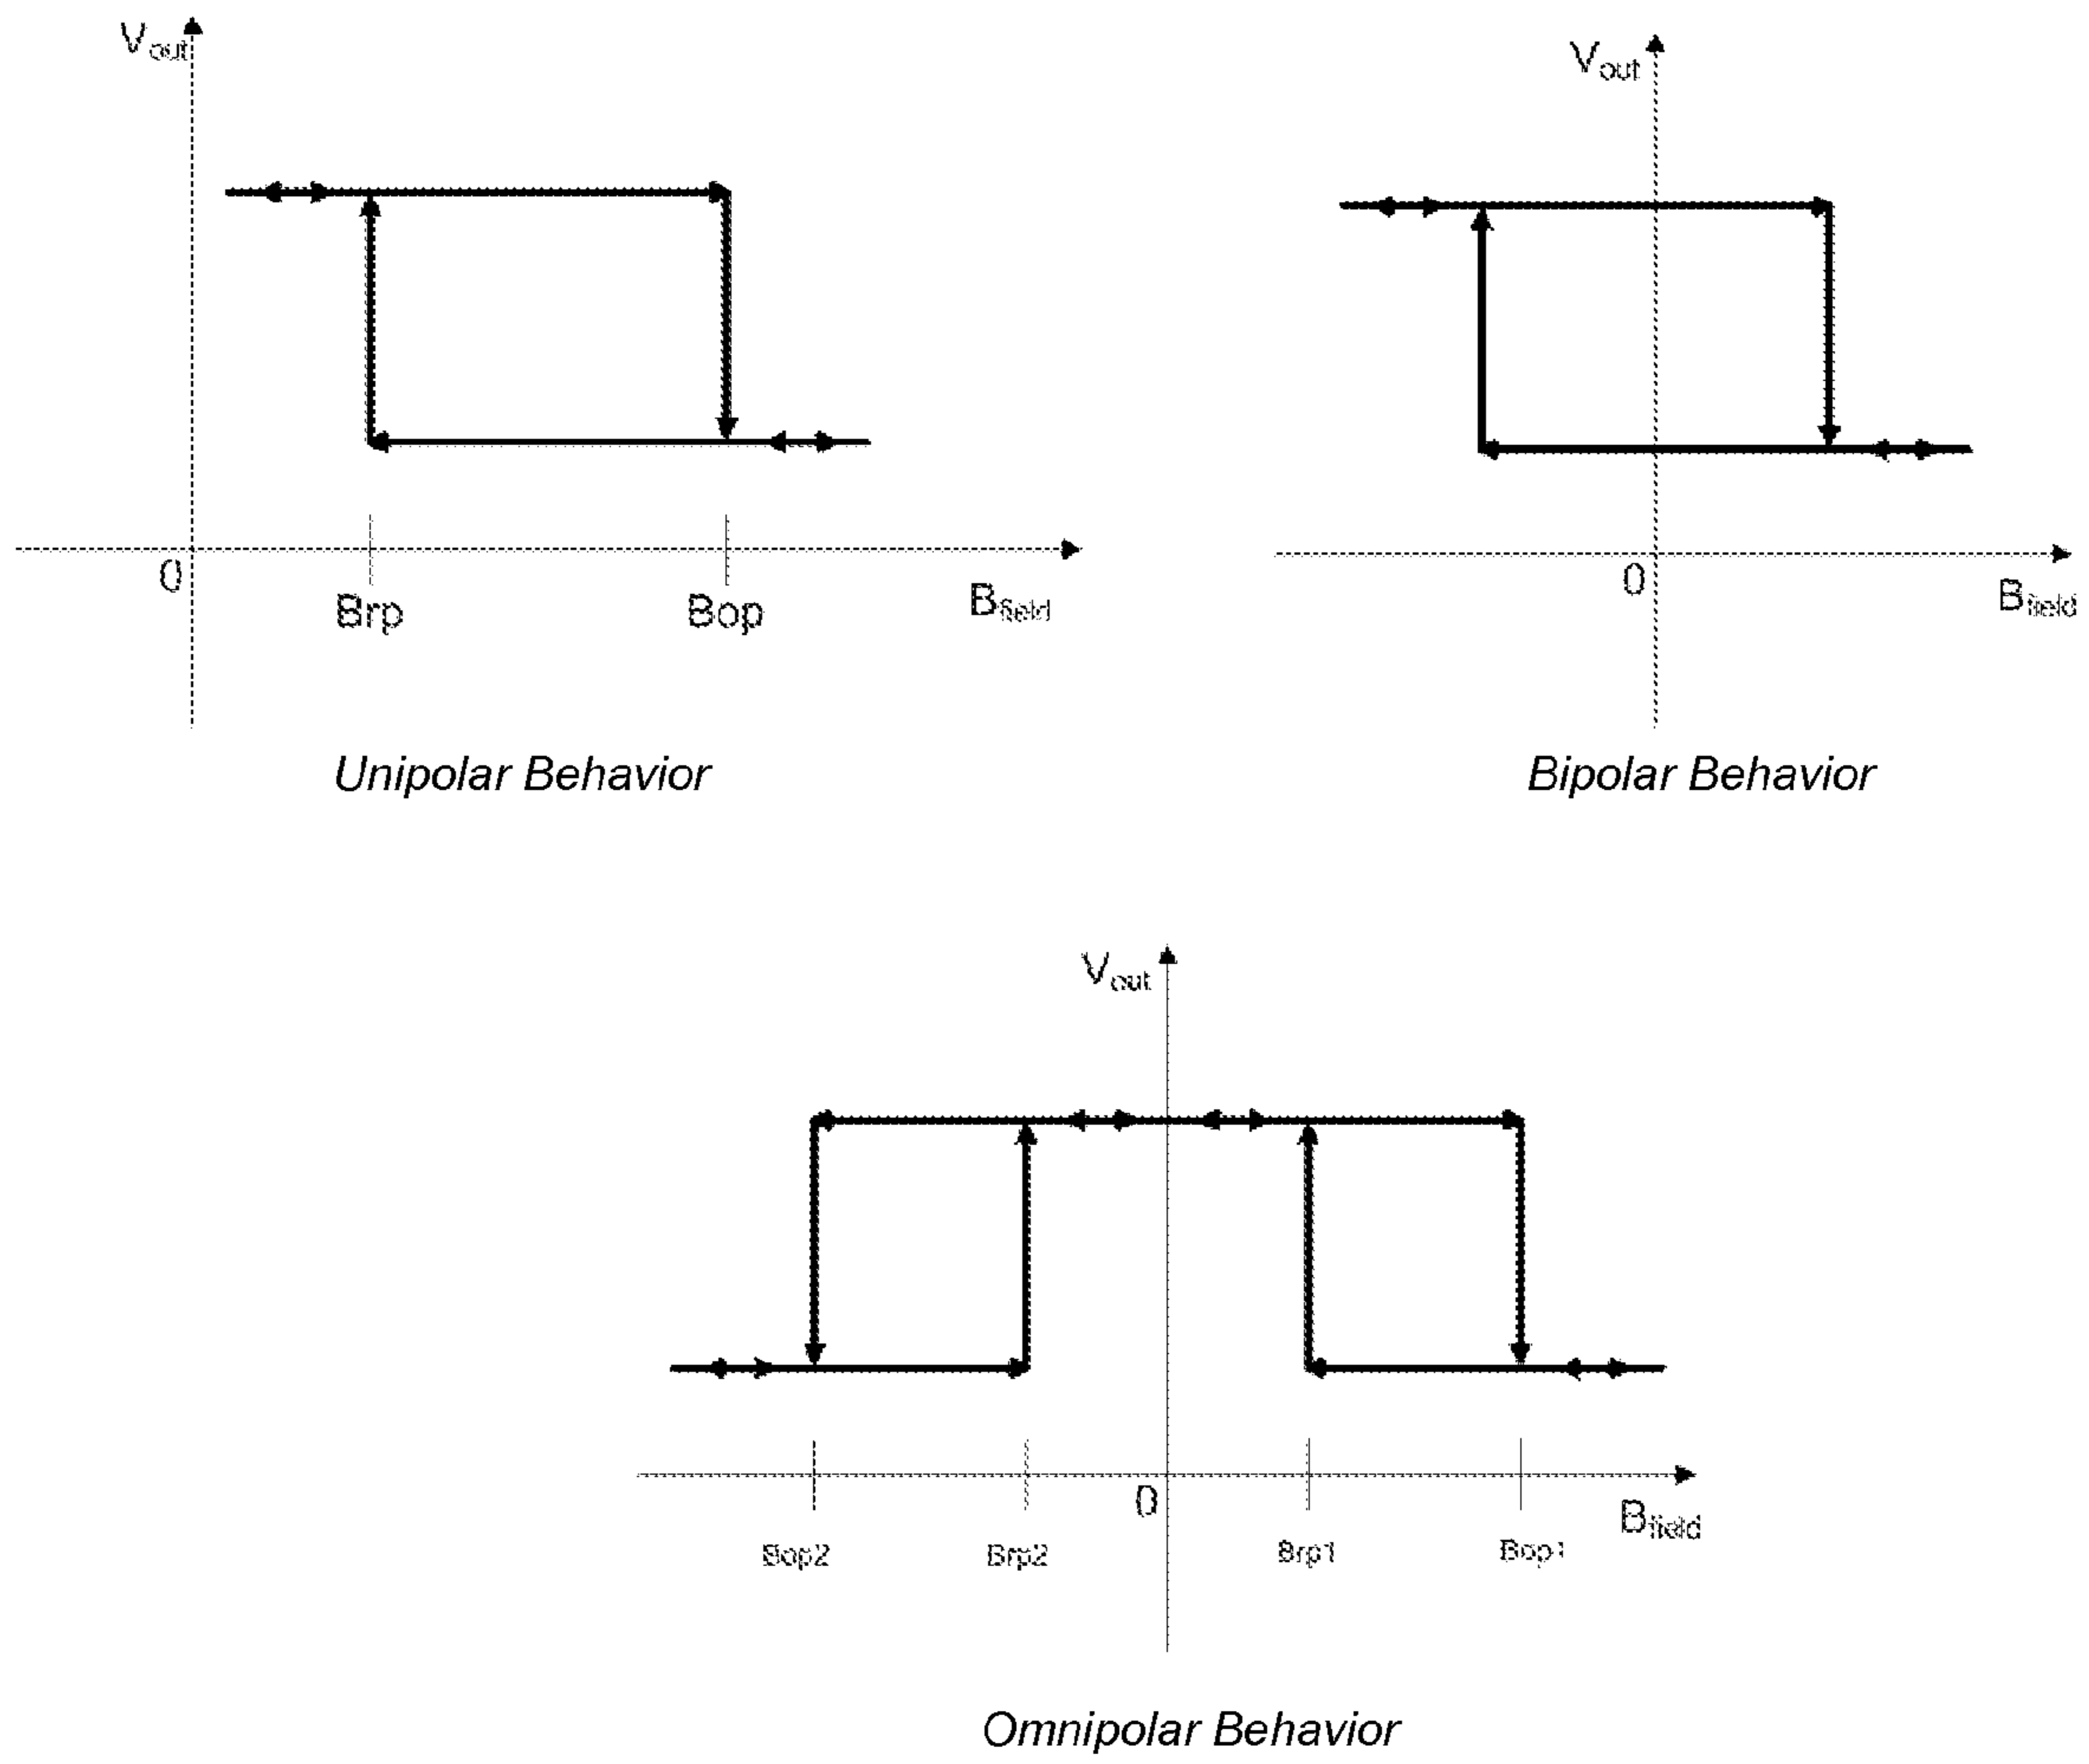 Vout
0
Brp
Bop
Bfield
Unipolar Behavior
Vout
0
Bfield
Bipolar Behavior
Vout
0
Bfield
Bop2
Brp2
Brp1
Bop1
Omnipolar Behavior